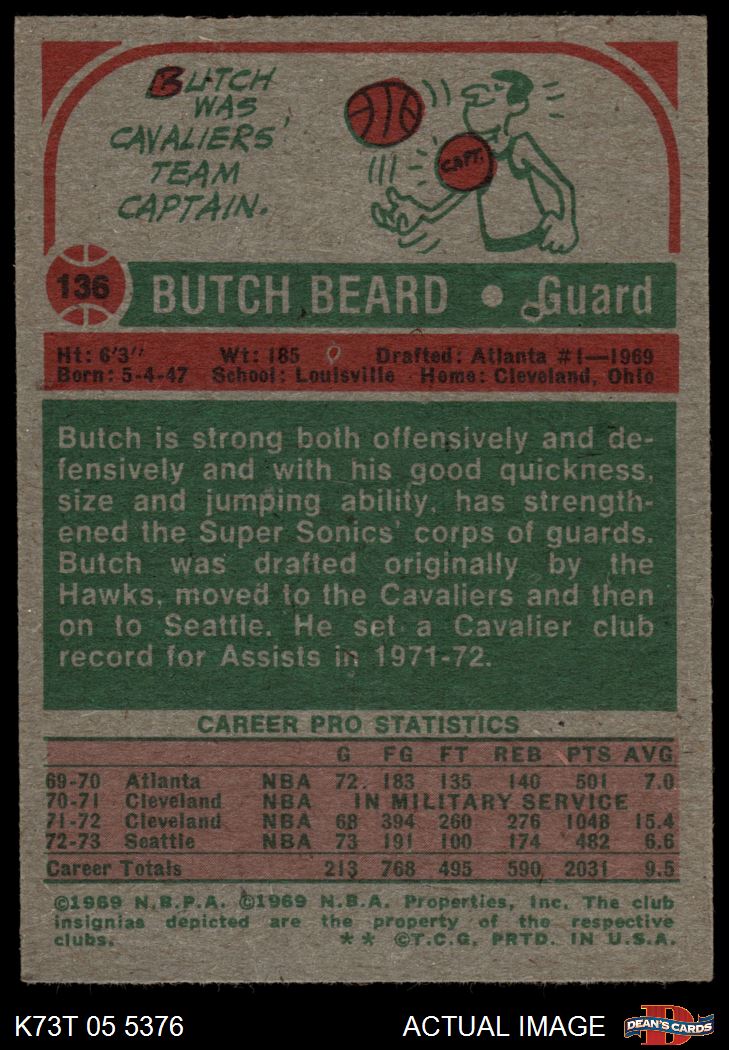 BUTCH
WAS
CAVALIERS'
TEAM
CAPTAIN.
CAPT.
136 BUTCH BEARD • Guard
Ht: 6'3" Wt: 185 Drafted: Atlanta #1—1969
Born: 5-4-47 School: Louisville Home: Cleveland, Ohio
Butch is strong both offensively and de-
fensively and with his good quickness,
size and jumping ability, has strength-
ened the Super Sonics' corps of guards.
Butch was drafted originally by the
Hawks, moved to the Cavaliers and then
on to Seattle. He set a Cavalier club
record for Assists in 1971-72.
CAREER PRO STATISTICS
G FG FT REB PTS AVG
69-70 Atlanta NBA 72 183 135 140 501 7.0
70-71 Cleveland NBA IN MILITARY SERVICE
71-72 Cleveland NBA 68 394 260 276 1048 15.4
72-73 Seattle NBA 73 191 100 174 482 6.6
Career Totals 213 768 495 590 2031 9.5
©1969 N.B.P.A. ©1969 N.B.A. Properties, Inc. The club
insignias depicted are the property of the respective
clubs. ** ©T.C.G. PRTD. IN U.S.A.
K73T 05 5376 ACTUAL IMAGE
DEAN'S CARDS